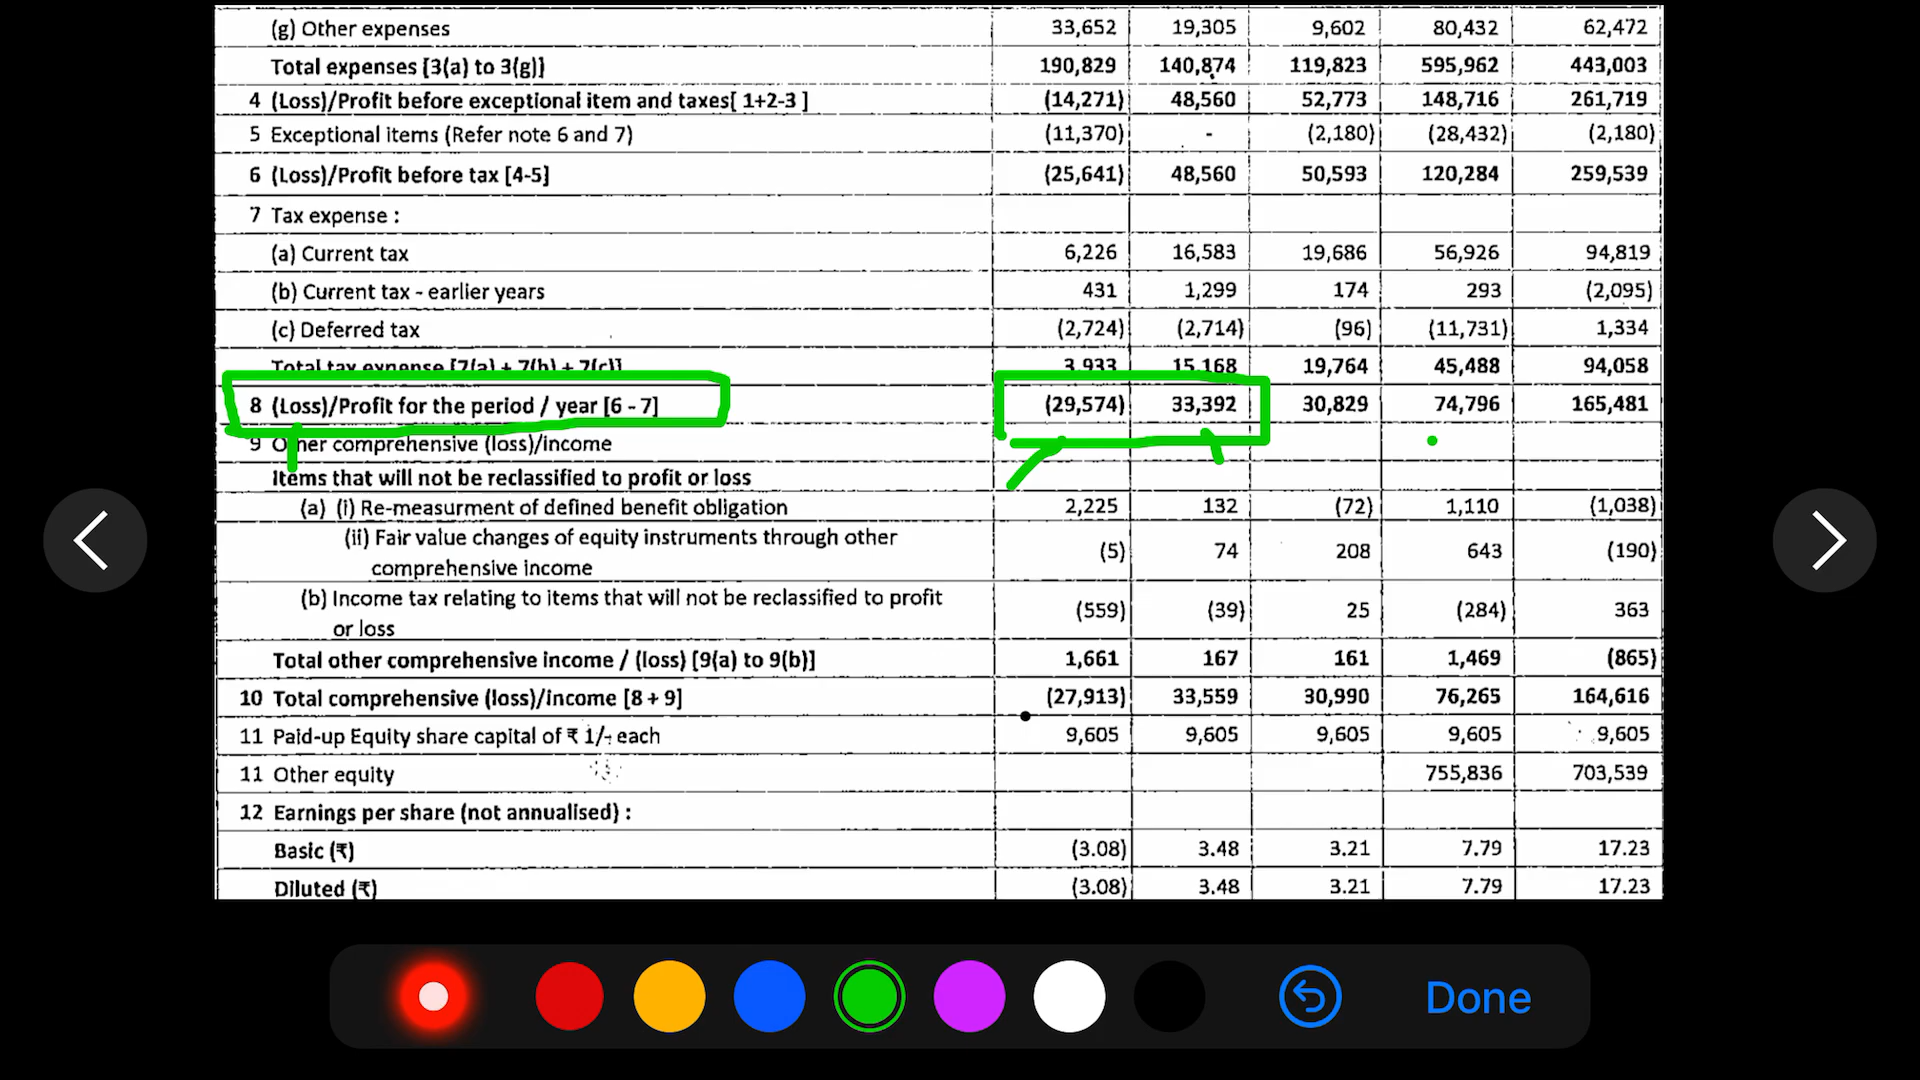 (g) Other expenses 33,652 19,305 9,602 80,432 62,472
Total expenses [3(a) to 3(g)] 190,829 140,874 119,823 595,962 443,003
4 (Loss)/Profit before exceptional item and taxes[ 1+2-3 ] (14,271) 48,560 52,773 148,716 261,719
5 Exceptional items (Refer note 6 and 7) (11,370) - (2,180) (28,432) (2,180)
6 (Loss)/Profit before tax [4-5] (25,641) 48,560 50,593 120,284 259,539
7 Tax expense :
(a) Current tax 6,226 16,583 19,686 56,926 94,819
(b) Current tax - earlier years 431 1,299 174 293 (2,095)
(c) Deferred tax (2,724) (2,714) (96) (11,731) 1,334
Total tax expense [7(a) + 7(b) + 7(c)] 3,933 15,168 19,764 45,488 94,058
8 (Loss)/Profit for the period / year [6 - 7] (29,574) 33,392 30,829 74,796 165,481
9 Other comprehensive (loss)/income
Items that will not be reclassified to profit or loss
(a) (i) Re-measurment of defined benefit obligation 2,225 132 (72) 1,110 (1,038)
(ii) Fair value changes of equity instruments through other
comprehensive income (5) 74 208 643 (190)
(b) Income tax relating to items that will not be reclassified to profit
or loss (559) (39) 25 (284) 363
Total other comprehensive income / (loss) [9(a) to 9(b)] 1,661 167 161 1,469 (865)
10 Total comprehensive (loss)/income [8 + 9] (27,913) 33,559 30,990 76,265 164,616
11 Paid-up Equity share capital of ₹ 1/- each 9,605 9,605 9,605 9,605 9,605
11 Other equity 755,836 703,539
12 Earnings per share (not annualised) :
Basic (₹) (3.08) 3.48 3.21 7.79 17.23
Diluted (₹) (3.08) 3.48 3.21 7.79 17.23
Done